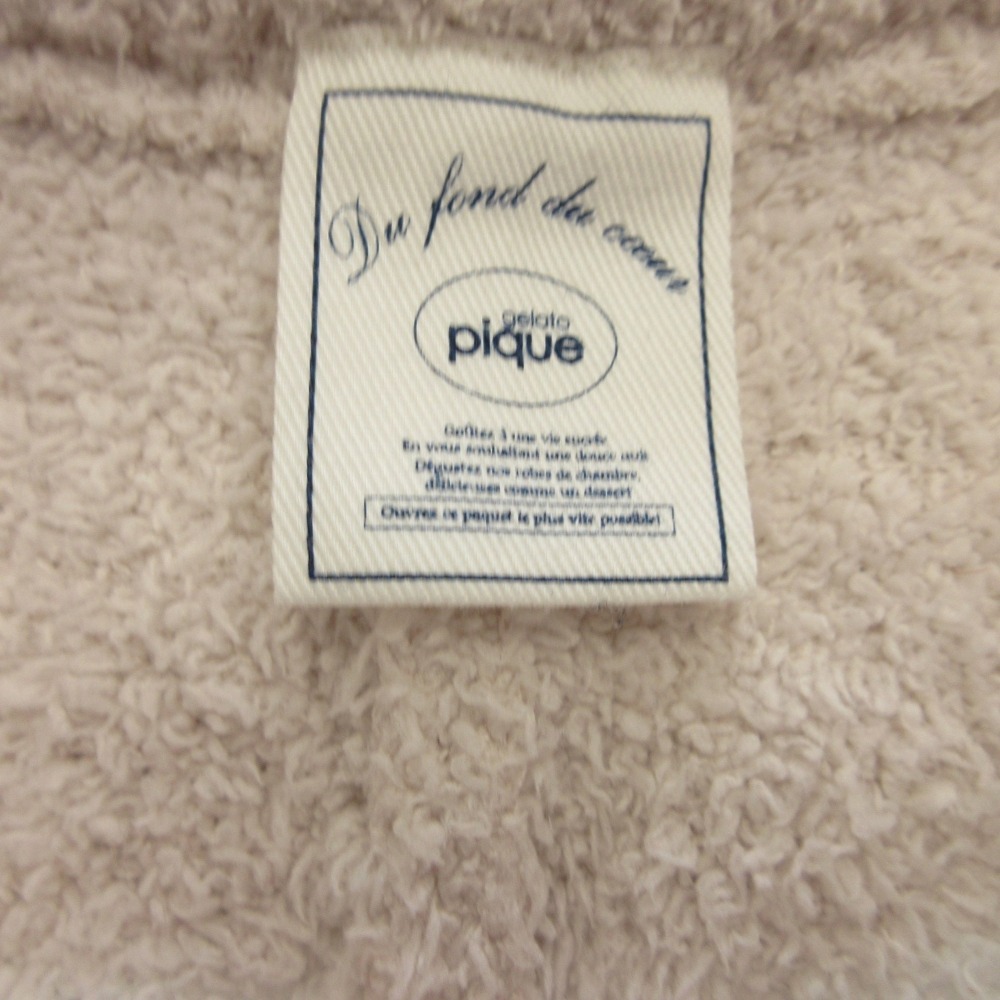 Du fond du cœur
gelato
pique
Goûtez à une vie sucrée
En vous souhaitant une douce nuit
Dégustez nos robes de chambre,
délicieuses comme un dessert
Ouvrez ce paquet le plus vite possible!